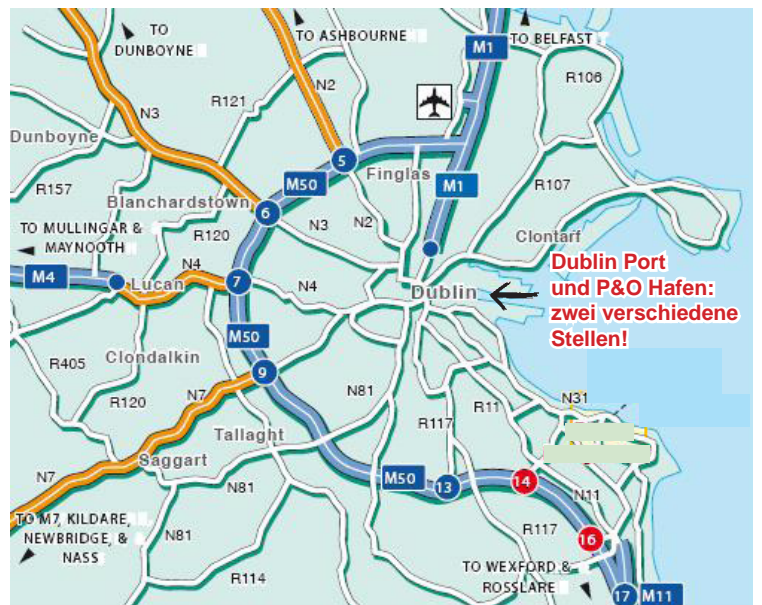 TO
DUNBOYNE
TO ASHBOURNE
TO BELFAST
M1
R106
N2
R121
N3
Dunboyne
5
Finglas
R157
M50
M1
R107
Blanchardstown
6
N3
N2
TO MULLINGAR &
MAYNOOTH
R120
Clontarf
N4
M4
Lucan
7
N4
Dublin
Dublin Port
und P&O Hafen:
zwei verschiedene
Stellen!
M50
Clondalkin
R405
9
R120
N7
N81
N31
R11
R117
Tallaght
Saggart
N7
N81
M50
13
14
N11
TO M7, KILDARE,
NEWBRIDGE, &
NASS
N81
R117
16
R114
TO WEXFORD &
ROSSLARE
17
M11